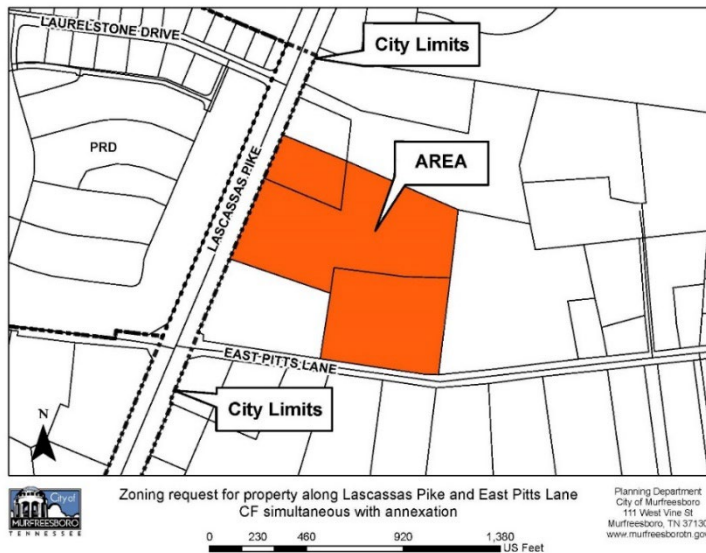 LAURELSTONE DRIVE
City Limits
PRD
LASCASSAS PIKE
AREA
EAST PITTS LANE
City Limits
N
City of
MURFREESBORO
TENNESSEE
Zoning request for property along Lascassas Pike and East Pitts Lane
CF simultaneous with annexation
0 230 460 920 1,380
US Feet
Planning Department
City of Murfreesboro
111 West Vine St
Murfreesboro, TN 37130
www.murfreesborotn.gov